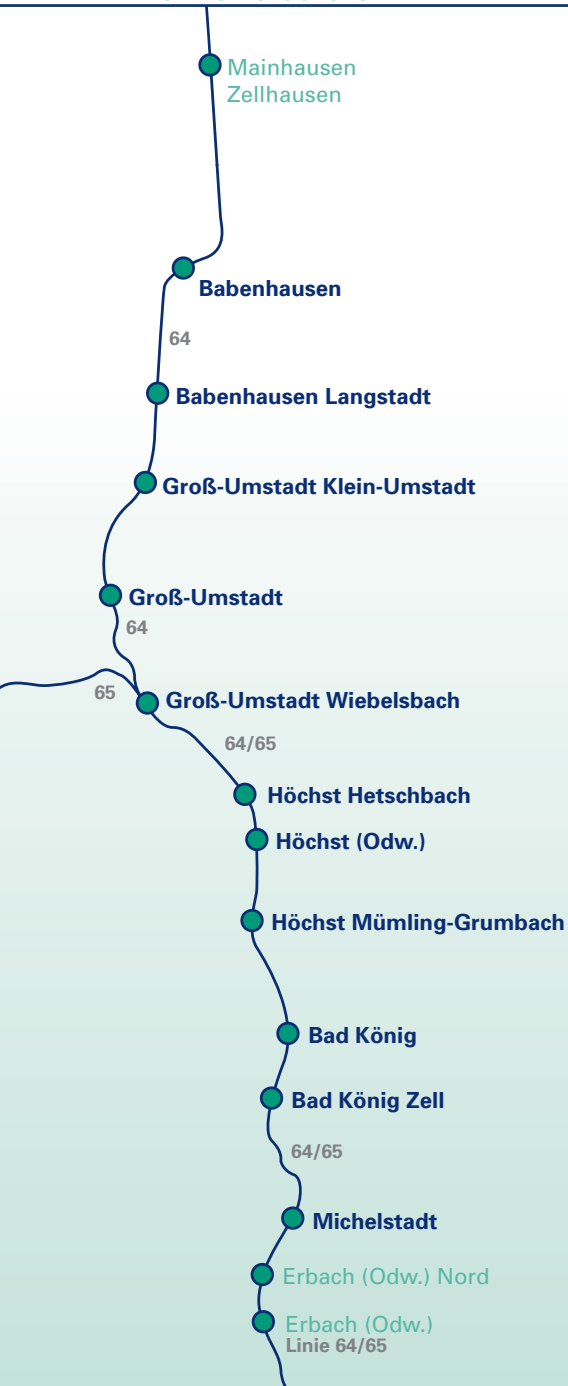 Mainhausen
Zellhausen
Babenhausen
64
Babenhausen Langstadt
Groß-Umstadt Klein-Umstadt
Groß-Umstadt
64
65
Groß-Umstadt Wiebelsbach
64/65
Höchst Hetschbach
Höchst (Odw.)
Höchst Mümling-Grumbach
Bad König
Bad König Zell
64/65
Michelstadt
Erbach (Odw.) Nord
Erbach (Odw.)
Linie 64/65